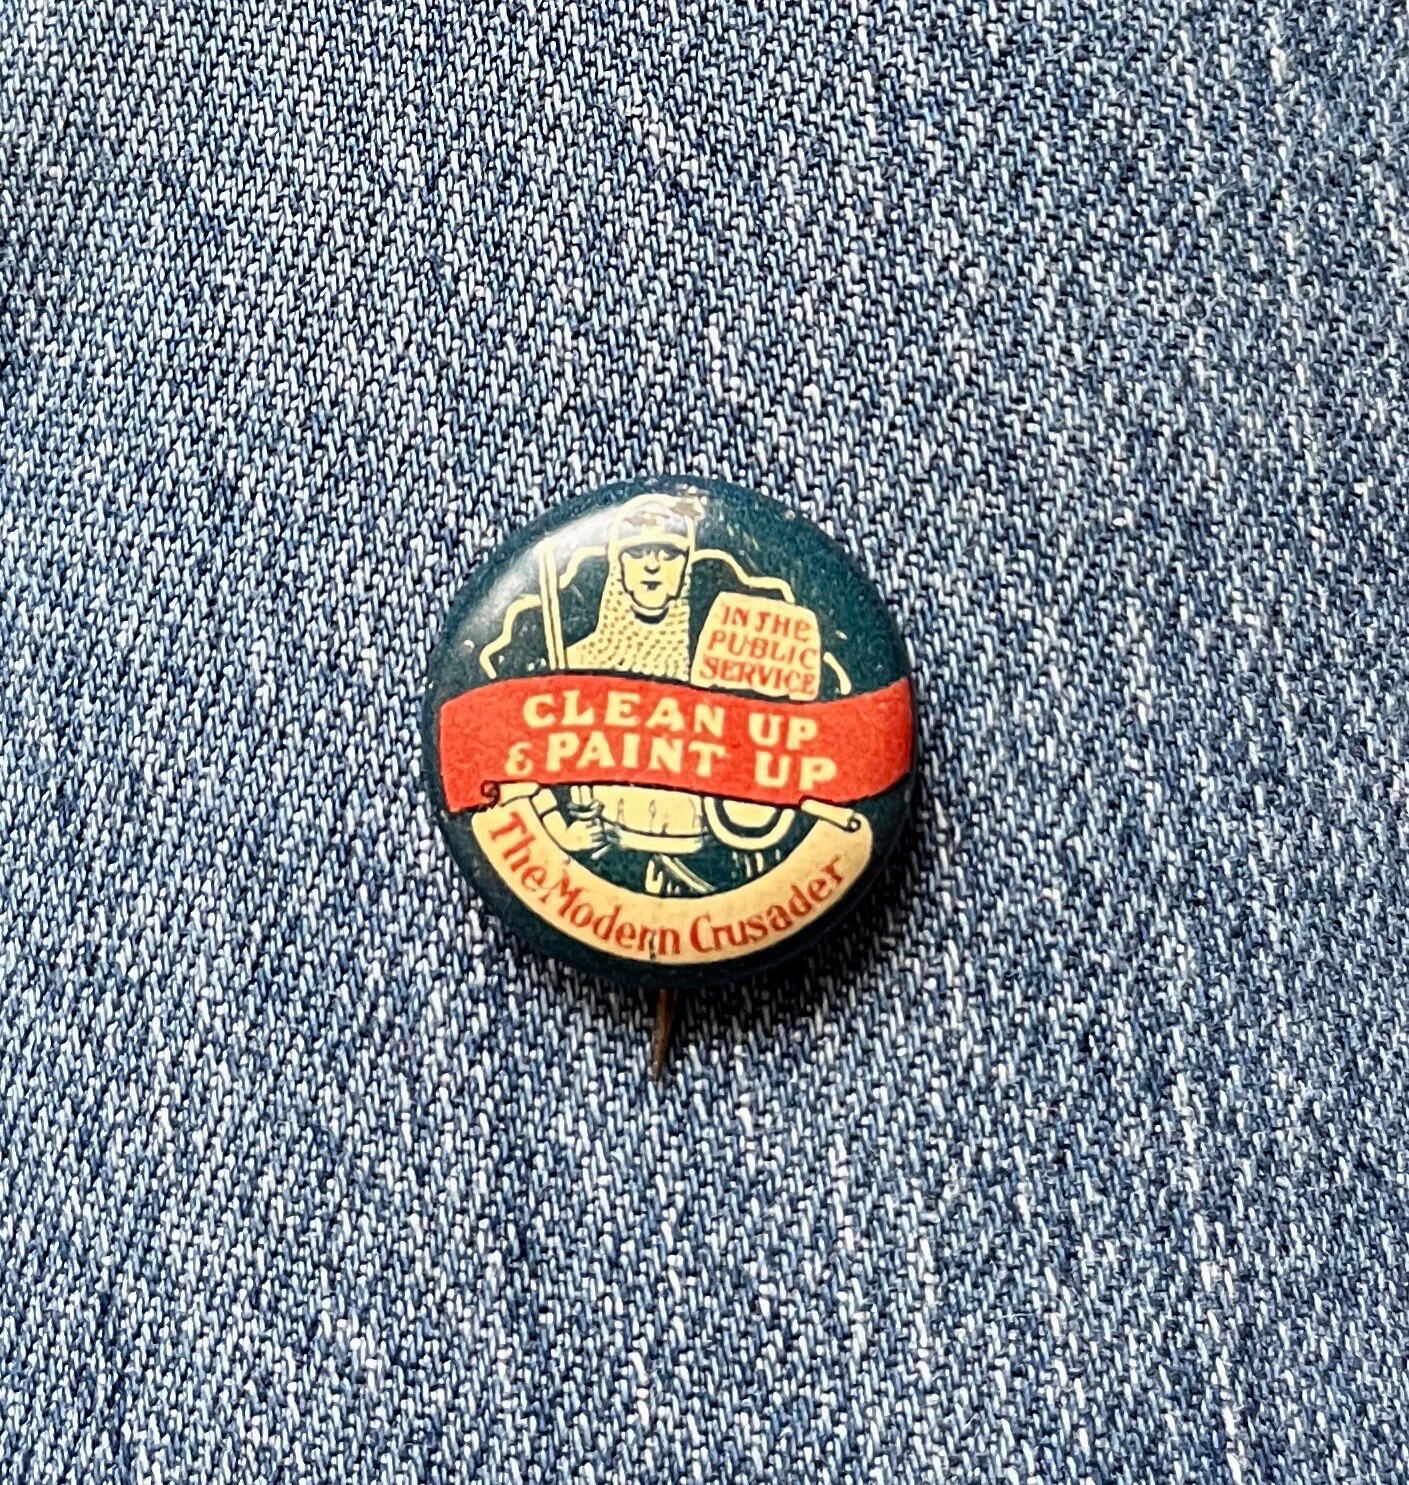 IN THE
PUBLIC
SERVICE
CLEAN UP
& PAINT UP
The Modern Crusader